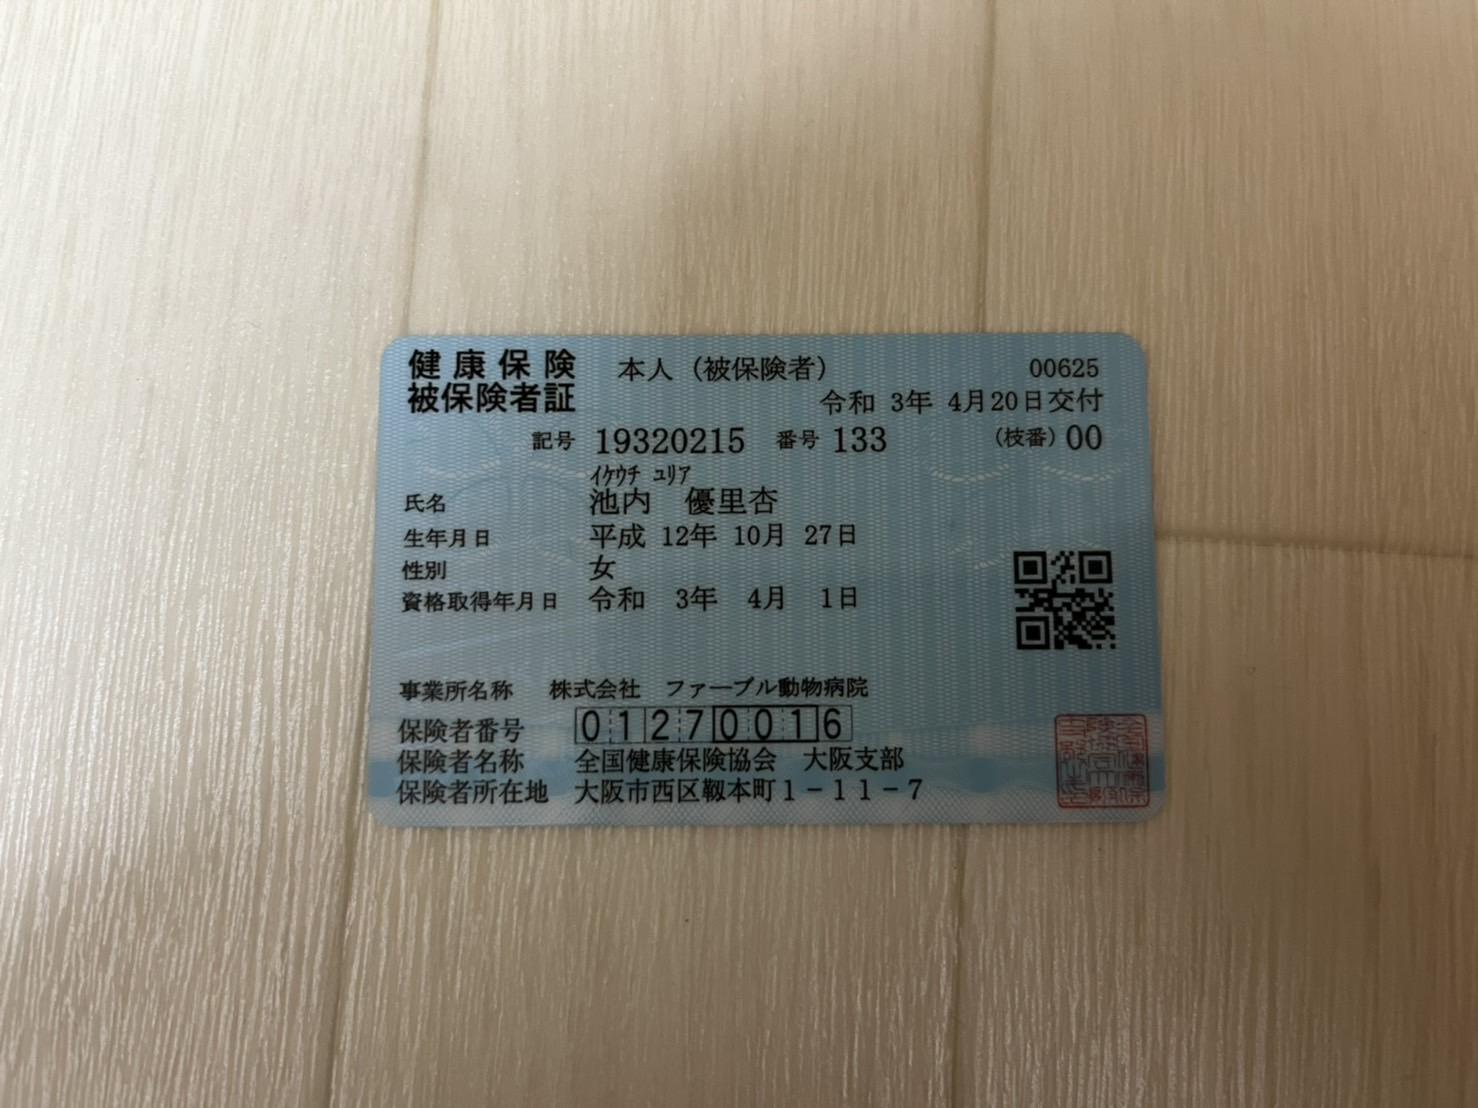 健康保険 本人（被保険者） 00625
被保険者証 令和 3年 4月20日交付
記号 19320215 番号 133 （枝番）00
ｲｹｳﾁ ﾕﾘｱ
氏名 池内 優里杏
生年月日 平成 12年 10月 27日
性別 女
資格取得年月日 令和 3年 4月 1日
事業所名称 株式会社 ファーブル動物病院
保険者番号 01270016
保険者名称 全国健康保険協会 大阪支部
保険者所在地 大阪市西区靱本町１－１１－７